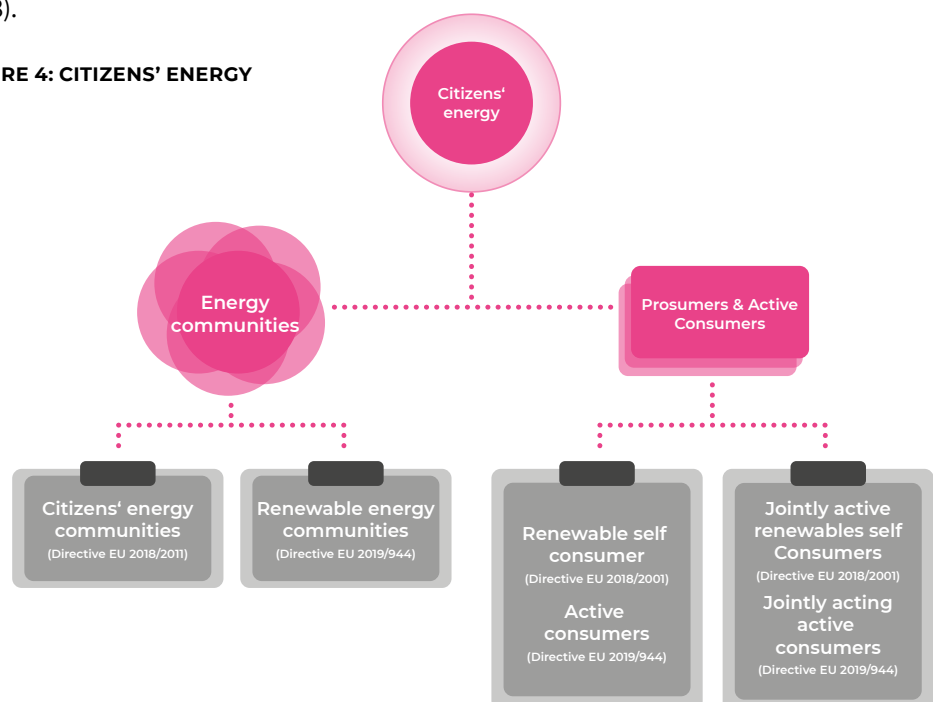 3).
RE 4: CITIZENS’ ENERGY
Citizens‘
energy
Energy
communities
Prosumers & Active
Consumers
Citizens‘ energy
communities
(Directive EU 2018/2011)
Renewable energy
communities
(Directive EU 2019/944)
Renewable self
consumer
(Directive EU 2018/2001)
Active
consumers
(Directive EU 2019/944)
Jointly active
renewables self
Consumers
(Directive EU 2018/2001)
Jointly acting
active
consumers
(Directive EU 2019/944)